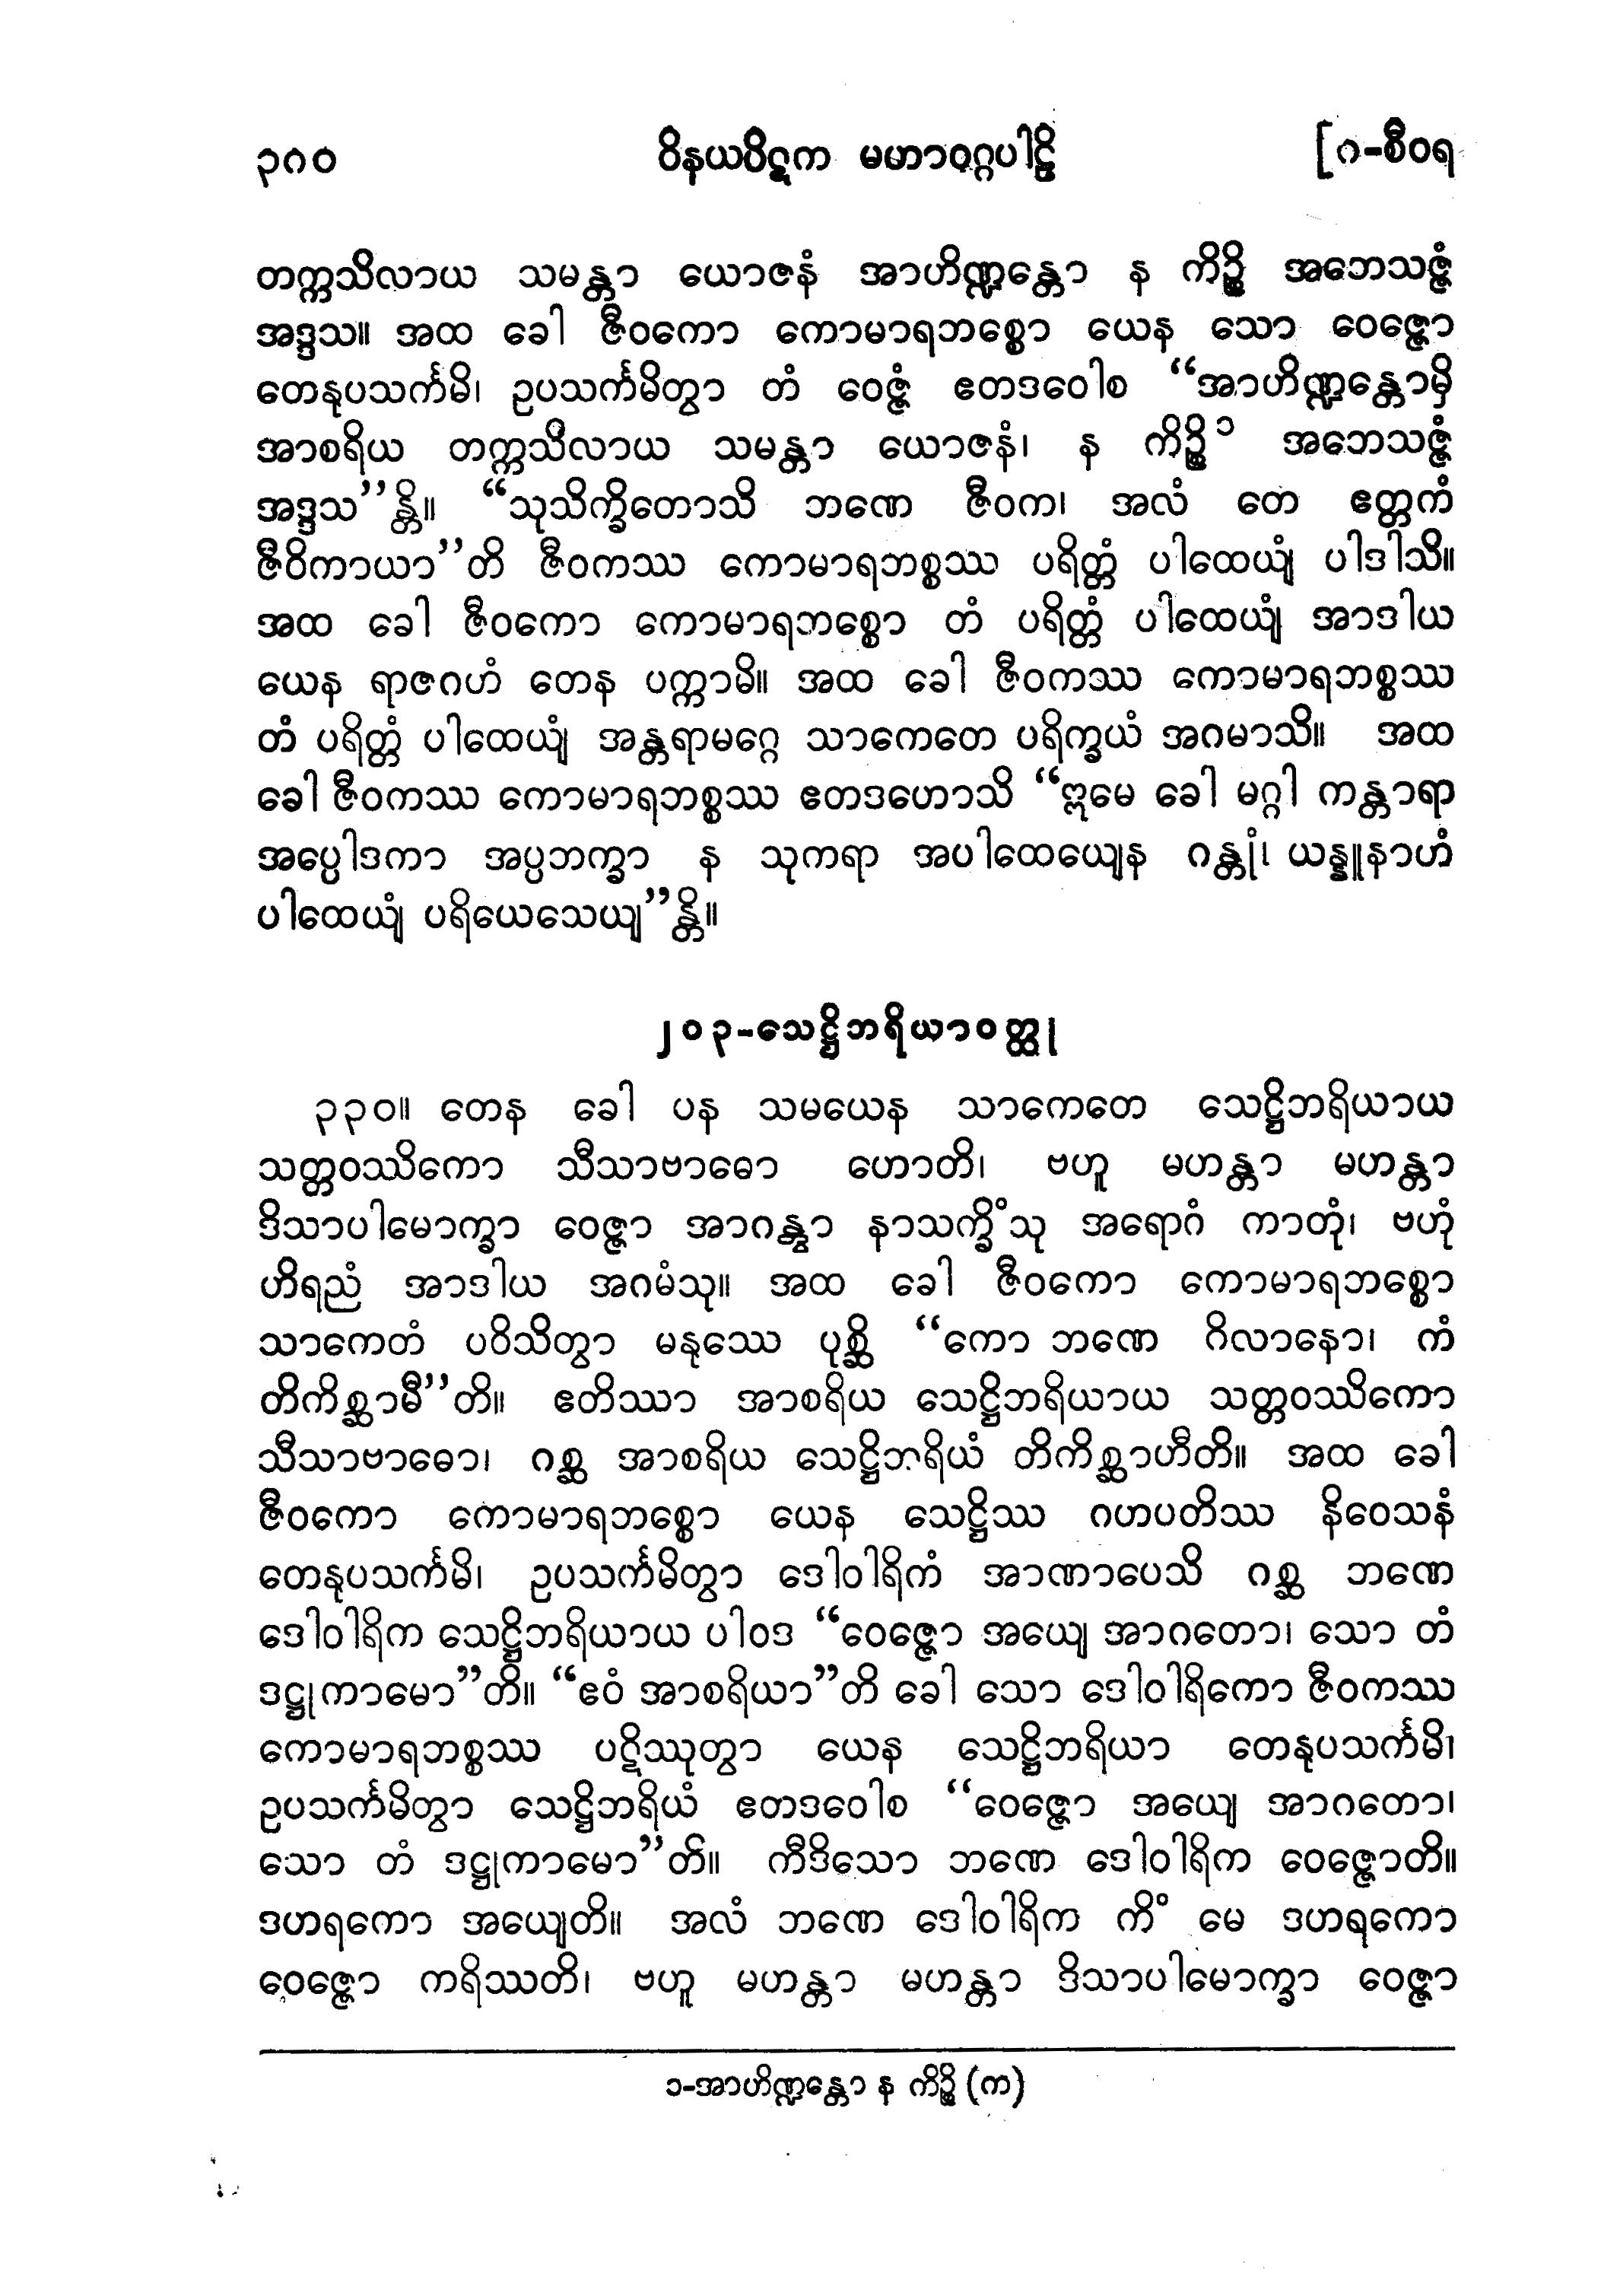 ၃၈၀ ဝိနယပိဋက မဟာဝဂ္ဂပါဠိ [၈-စီဝရ
တက္ကသိလာယ သမန္တာ ယောဇနံ အာဟိဏ္ဍန္တော န ကိဉ္စိ အဘေသဇ္ဇံ
အဒ္ဒသ။ အထ ခေါ ဇီဝကော ကောမာရဘစ္စော ယေန သော ဝေဇ္ဇော
တေနုပသင်္ကမိ၊ ဥပသင်္ကမိတွာ တံ ဝေဇ္ဇံ ဧတဒဝေါစ “အာဟိဏ္ဍန္တောမှိ
အာစရိယ တက္ကသိလာယ သမန္တာ ယောဇနံ၊ န ကိဉ္စိ ၁ အဘေသဇ္ဇံ
အဒ္ဒသ”န္တိ။ “သုသိက္ခိတောသိ ဘဏေ ဇီဝက၊ အလံ တေ ဧတ္တကံ
ဇီဝိကာယာ”တိ ဇီဝကဿ ကောမာရဘစ္စဿ ပရိတ္တံ ပါထေယျံ ပါဒါသိ။
အထ ခေါ ဇီဝကော ကောမာရဘစ္စော တံ ပရိတ္တံ ပါထေယျံ အာဒါယ
ယေန ရာဇဂဟံ တေန ပက္ကာမိ။ အထ ခေါ ဇီဝကဿ ကောမာရဘစ္စဿ
တံ ပရိတ္တံ ပါထေယျံ အန္တရာမဂ္ဂေ သာကေတေ ပရိက္ခယံ အဂမာသိ။ အထ
ခေါ ဇီဝကဿ ကောမာရဘစ္စဿ ဧတဒဟောသိ “ဣမေ ခေါ မဂ္ဂါ ကန္တာရာ
အပ္ပေါဒကာ အပ္ပဘက္ခာ န သုကရာ အပါထေယျေန ဂန္တုံ၊ ယန္နူနာဟံ
ပါထေယျံ ပရိယေသေယျ”န္တိ။
၂၀၃-သေဋ္ဌိဘရိယာဝတ္ထု
၃၃၀။ တေန ခေါ ပန သမယေန သာကေတေ သေဋ္ဌိဘရိယာယ
သတ္တဝဿိကော သီသာဗာဓော ဟောတိ၊ ဗဟူ မဟန္တာ မဟန္တာ
ဒိသာပါမောက္ခာ ဝေဇ္ဇာ အာဂန္တွာ နာသက္ခိံသု အရောဂံ ကာတုံ၊ ဗဟုံ
ဟိရညံ အာဒါယ အဂမံသု။ အထ ခေါ ဇီဝကော ကောမာရဘစ္စော
သာကေတံ ပဝိသိတွာ မနုဿေ ပုစ္ဆိ “ကော ဘဏေ ဂိလာနော၊ ကံ
တိကိစ္ဆာမီ”တိ။ ဧတိဿာ အာစရိယ သေဋ္ဌိဘရိယာယ သတ္တဝဿိကော
သီသာဗာဓော၊ ဂစ္ဆ အာစရိယ သေဋ္ဌိဘရိယံ တိကိစ္ဆာဟီတိ။ အထ ခေါ
ဇီဝကော ကောမာရဘစ္စော ယေန သေဋ္ဌိဿ ဂဟပတိဿ နိဝေသနံ
တေနုပသင်္ကမိ၊ ဥပသင်္ကမိတွာ ဒေါဝါရိကံ အာဏာပေသိ ဂစ္ဆ ဘဏေ
ဒေါဝါရိက သေဋ္ဌိဘရိယာယ ပါဝဒ “ဝေဇ္ဇော အယျေ အာဂတော၊ သော တံ
ဒဋ္ဌုကာမော”တိ။ “ဧဝံ အာစရိယာ”တိ ခေါ သော ဒေါဝါရိကော ဇီဝကဿ
ကောမာရဘစ္စဿ ပဋိဿုတွာ ယေန သေဋ္ဌိဘရိယာ တေနုပသင်္ကမိ၊
ဥပသင်္ကမိတွာ သေဋ္ဌိဘရိယံ ဧတဒဝေါစ “ဝေဇ္ဇော အယျေ အာဂတော၊
သော တံ ဒဋ္ဌုကာမော”တိ။ ကီဒိသော ဘဏေ ဒေါဝါရိက ဝေဇ္ဇောတိ။
ဒဟရကော အယျေတိ။ အလံ ဘဏေ ဒေါဝါရိက ကိံ မေ ဒဟရကော
ဝေဇ္ဇော ကရိဿတိ၊ ဗဟူ မဟန္တာ မဟန္တာ ဒိသာပါမောက္ခာ ဝေဇ္ဇာ
၁-အာဟိဏ္ဍန္တော န ကိဉ္စိ (က)